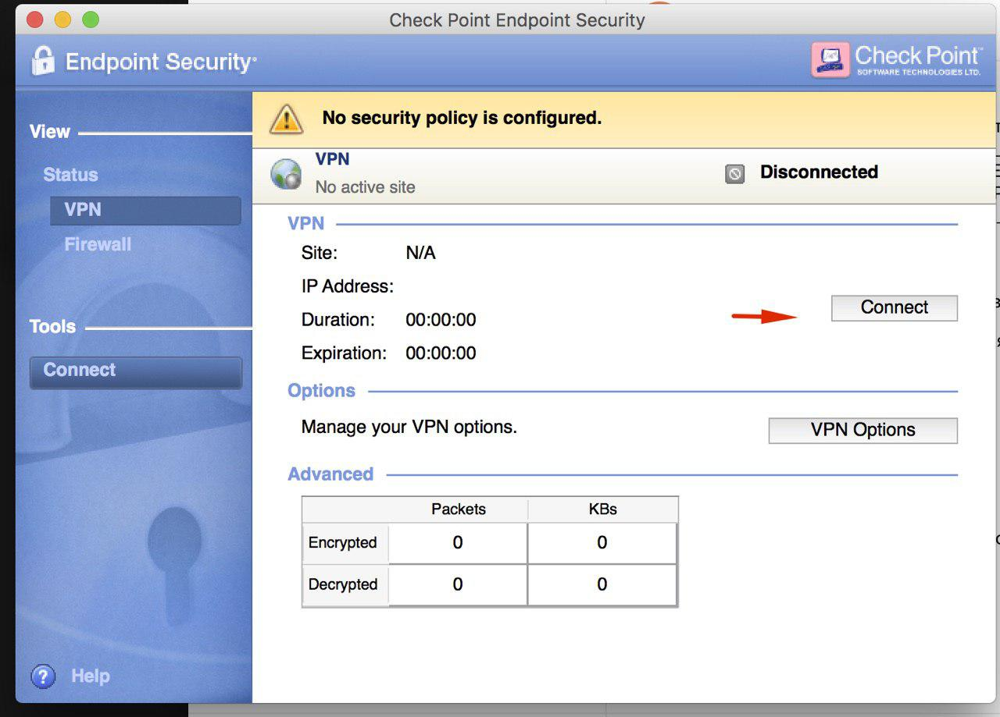 Check Point Endpoint Security
Endpoint Security
Check Point™
SOFTWARE TECHNOLOGIES LTD.
View
Status
VPN
Firewall
Tools
Connect
Help
No security policy is configured.
VPN
No active site
Disconnected
VPN
Site: N/A
IP Address:
Duration: 00:00:00
Expiration: 00:00:00
Connect
Options
Manage your VPN options.
VPN Options
Advanced
Packets KBs
Encrypted 0 0
Decrypted 0 0